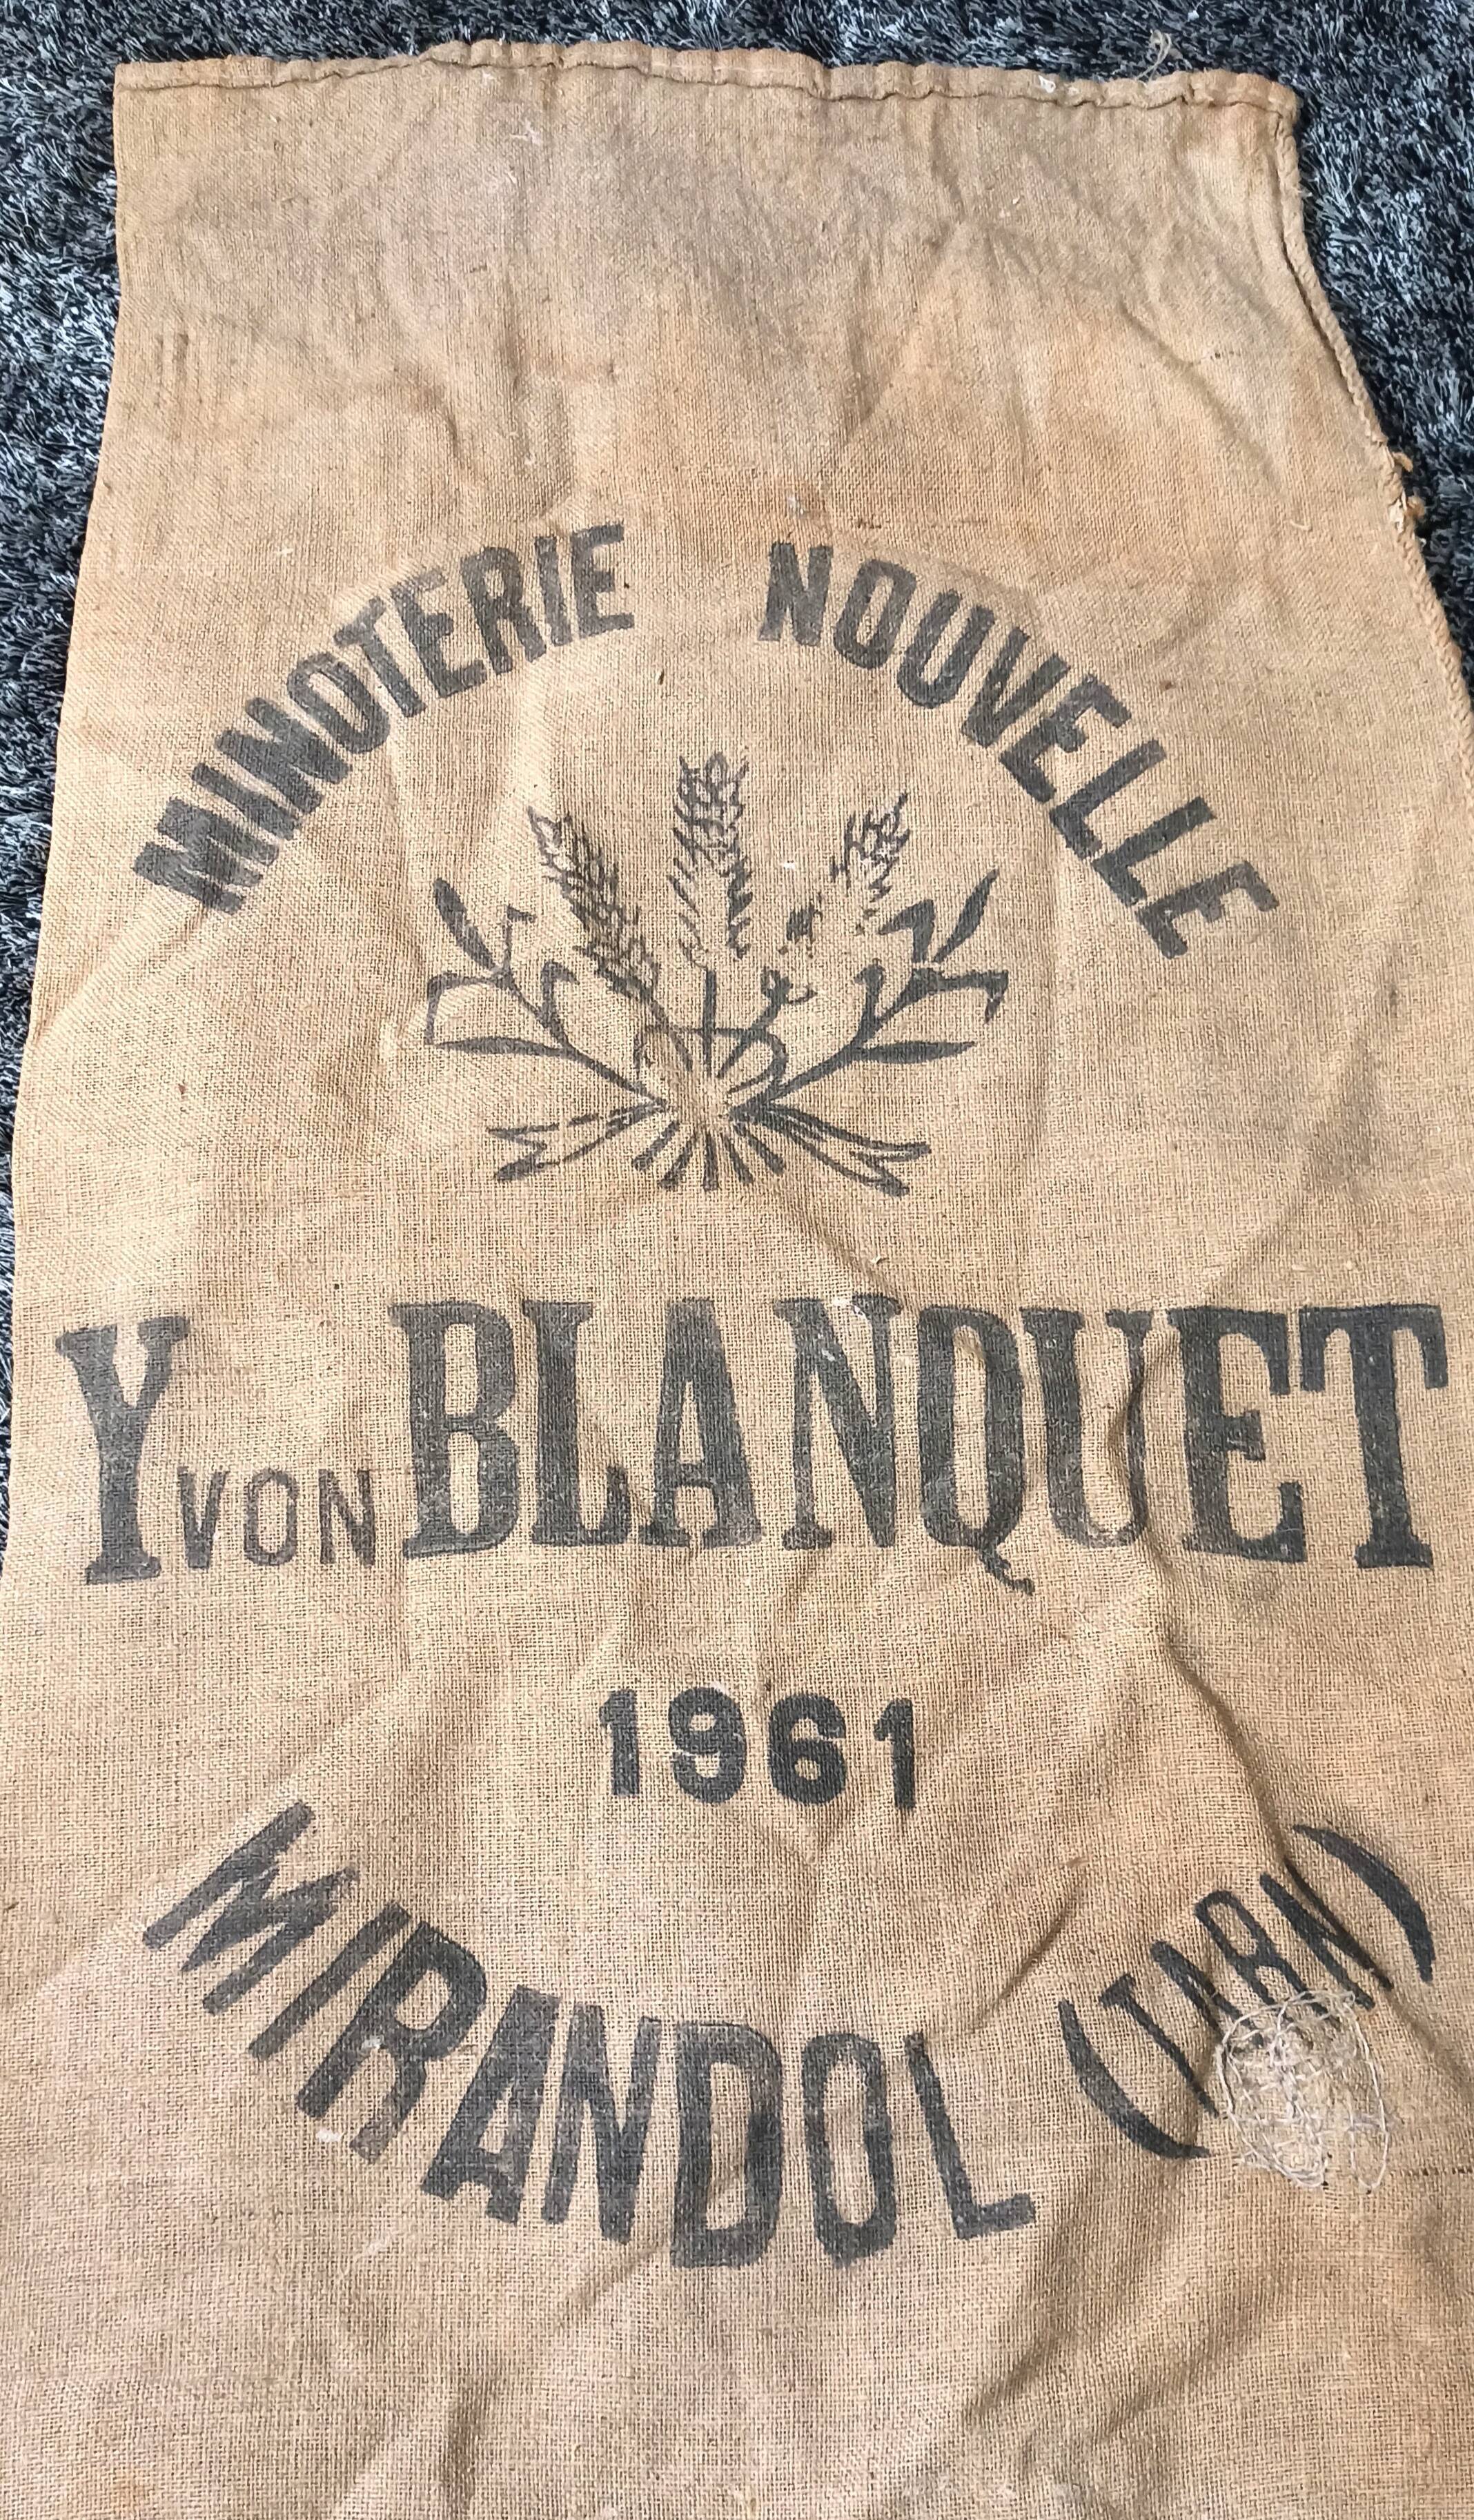 MINOTERIE NOUVELLE
YVON BLANQUET
1961
MIRANDOL (TARN)